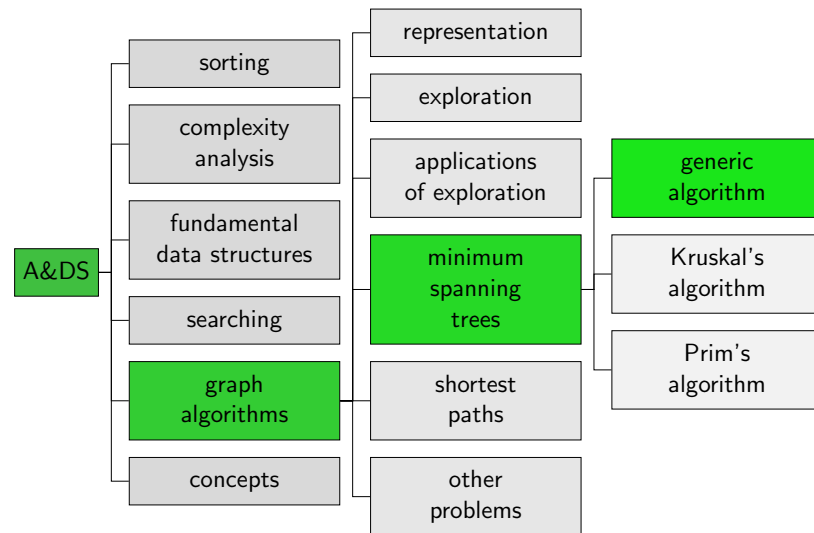 A&DS
sorting
complexity
analysis
fundamental
data structures
searching
graph
algorithms
concepts
representation
exploration
applications
of exploration
minimum
spanning
trees
shortest
paths
other
problems
generic
algorithm
Kruskal's
algorithm
Prim's
algorithm